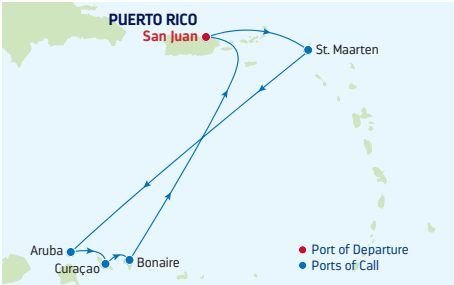 PUERTO RICO
San Juan
St. Maarten
Aruba
Curaçao
Bonaire
Port of Departure
Ports of Call